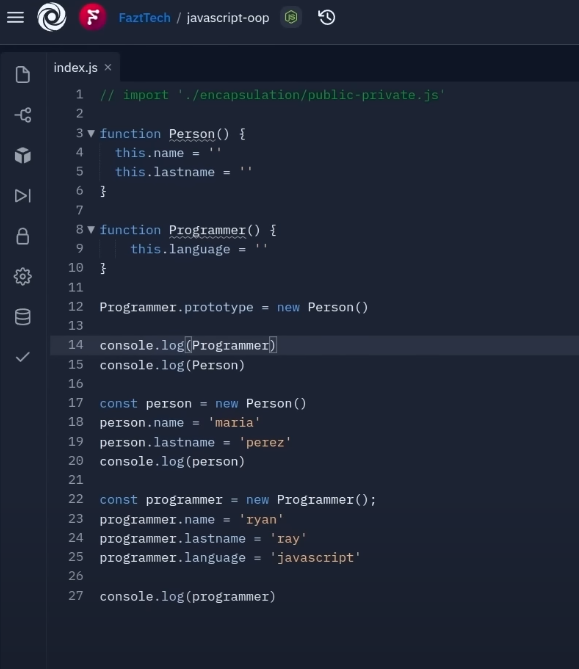 FaztTech / javascript-oop
index.js ×
1 // import './encapsulation/public-private.js'
2
3 function Person() {
4   this.name = ''
5   this.lastname = ''
6 }
7
8 function Programmer() {
9     this.language = ''
10 }
11
12 Programmer.prototype = new Person()
13
14 console.log(Programmer)
15 console.log(Person)
16
17 const person = new Person()
18 person.name = 'maria'
19 person.lastname = 'perez'
20 console.log(person)
21
22 const programmer = new Programmer();
23 programmer.name = 'ryan'
24 programmer.lastname = 'ray'
25 programmer.language = 'javascript'
26
27 console.log(programmer)